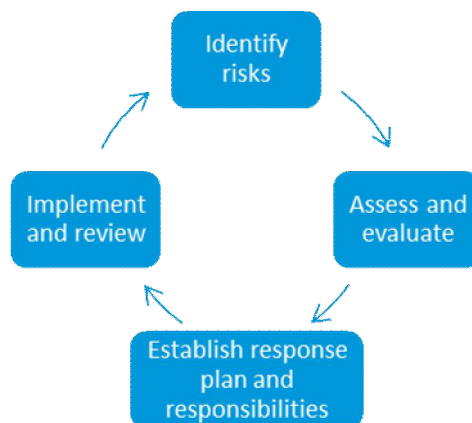 Identify
risks
Assess and
evaluate
Establish response
plan and
responsibilities
Implement
and review